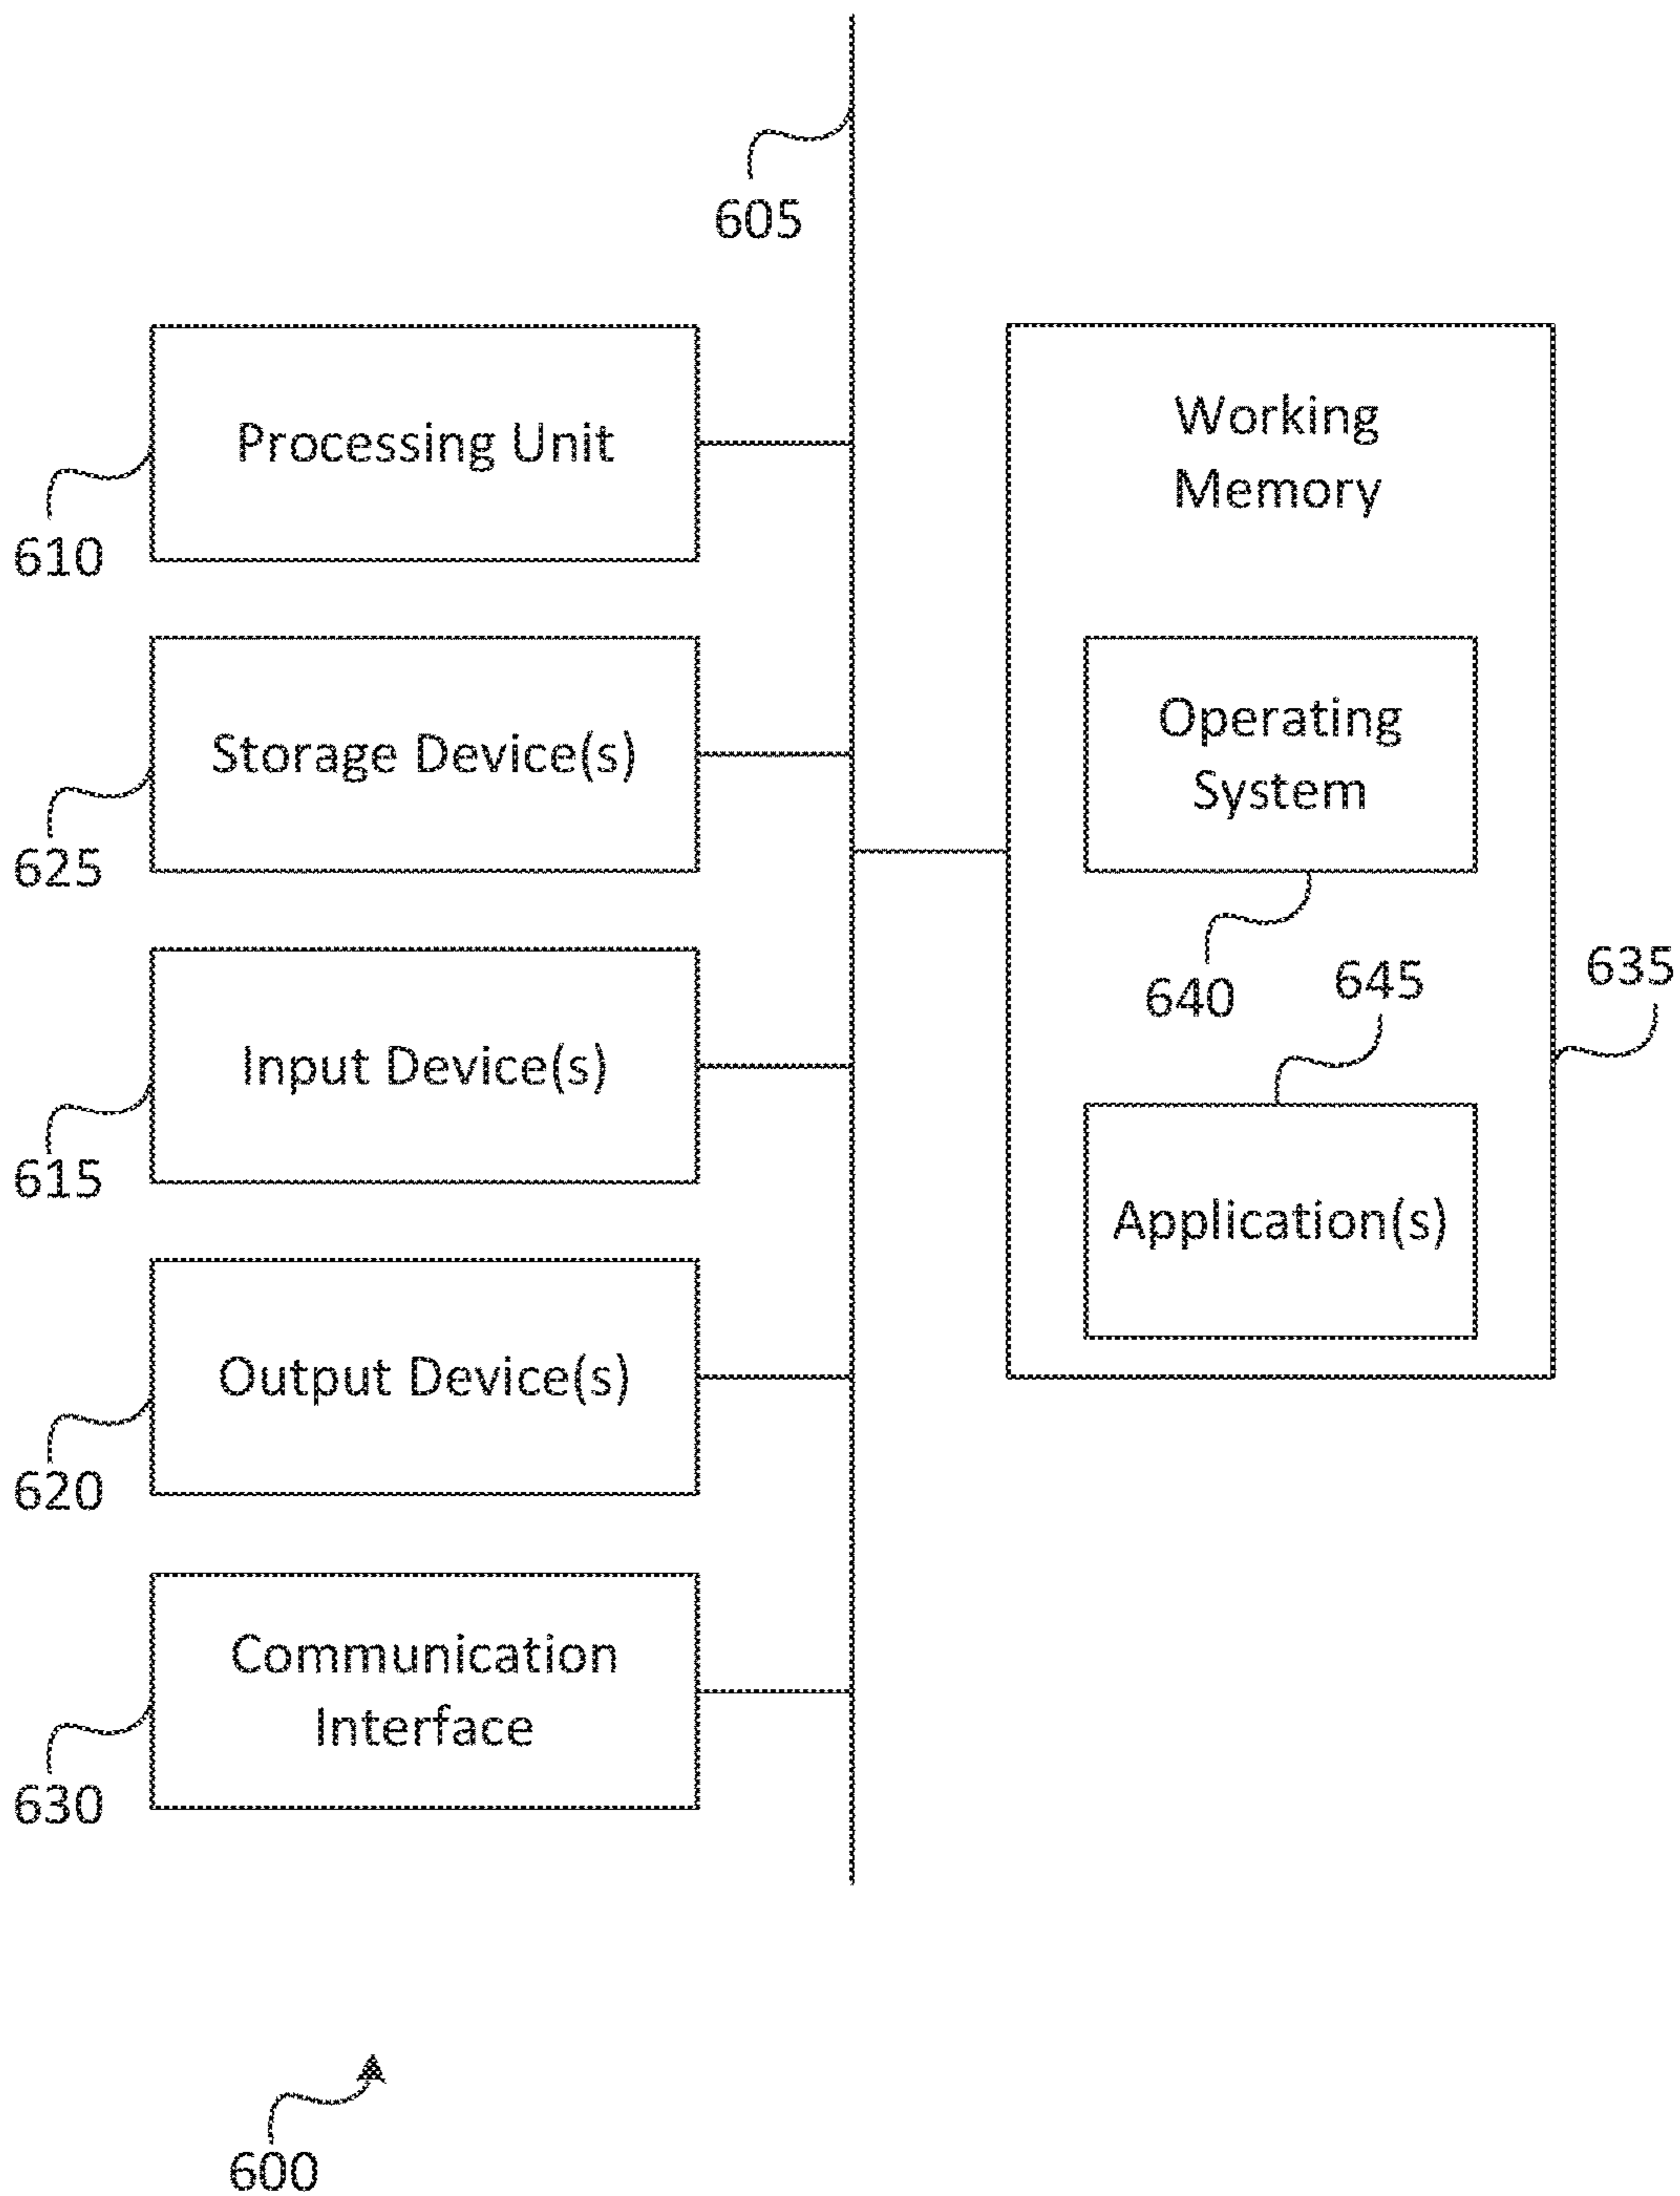 605
Processing Unit
610
Storage Device(s)
625
Input Device(s)
615
Output Device(s)
620
Communication
Interface
630
Working
Memory
Operating
System
640
645
635
Application(s)
600